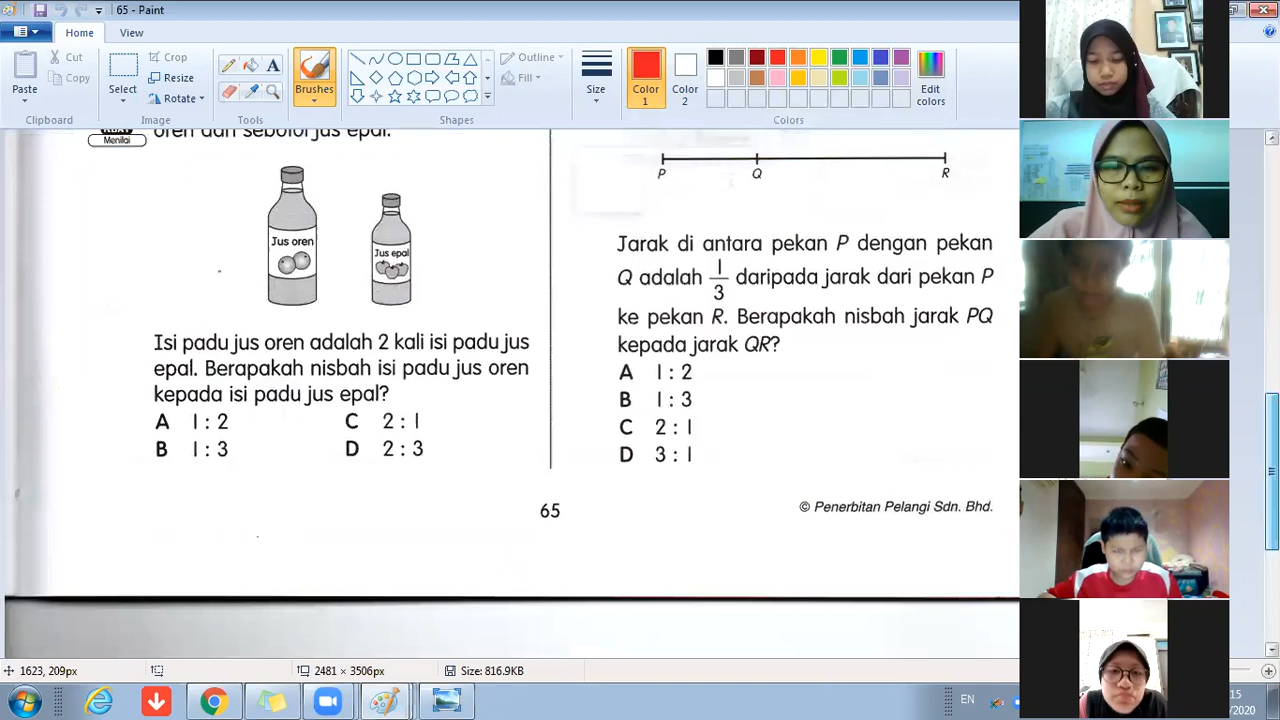 65 - Paint
Home
View
Paste
Cut
Copy
Clipboard
Select
Crop
Resize
Rotate
Image
Tools
Brushes
Shapes
Outline
Fill
Size
Color 1
Color 2
Edit colors
Colors
Menilai
oren dan sebotol jus epal.
Jus oren
Jus epal
Isi padu jus oren adalah 2 kali isi padu jus
epal. Berapakah nisbah isi padu jus oren
kepada isi padu jus epal?
A 1 : 2 C 2 : 1
B 1 : 3 D 2 : 3
P Q R
Jarak di antara pekan P dengan pekan
Q adalah 1/3 daripada jarak dari pekan P
ke pekan R. Berapakah nisbah jarak PQ
kepada jarak QR?
A 1 : 2
B 1 : 3
C 2 : 1
D 3 : 1
65
© Penerbitan Pelangi Sdn. Bhd.
1623, 209px
2481 × 3506px
Size: 816.9KB
EN